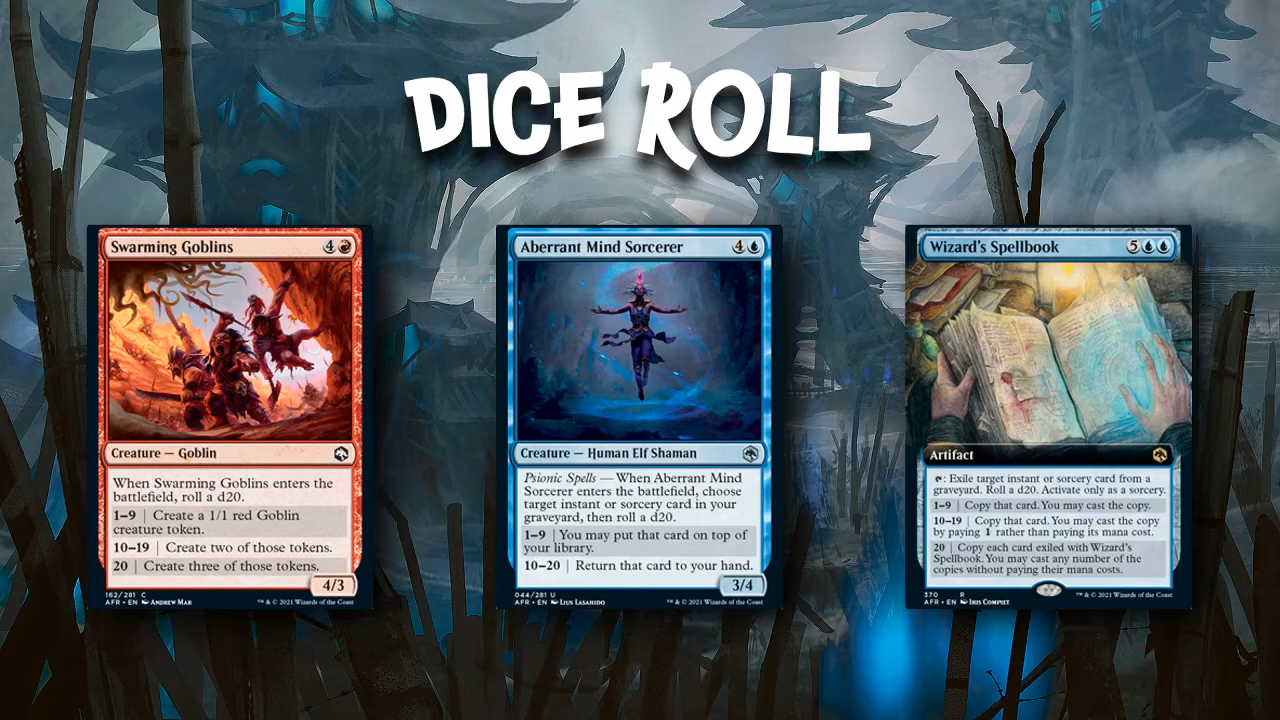 DICE ROLL
Swarming Goblins 4
Creature — Goblin
When Swarming Goblins enters the
battlefield, roll a d20.
1–9 | Create a 1/1 red Goblin
creature token.
10–19 | Create two of those tokens.
20 | Create three of those tokens.
4/3
162/281 C
AFR • EN Andrew Mar
™ & © 2021 Wizards of the Coast
Aberrant Mind Sorcerer 4
Creature — Human Elf Shaman
Psionic Spells — When Aberrant Mind
Sorcerer enters the battlefield, choose
target instant or sorcery card in your
graveyard, then roll a d20.
1–9 | You may put that card on top of
your library.
10–20 | Return that card to your hand.
3/4
044/281 U
AFR • EN Lius Lasahido
™ & © 2021 Wizards of the Coast
Wizard's Spellbook 5
Artifact
: Exile target instant or sorcery card from a
graveyard. Roll a d20. Activate only as a sorcery.
1–9 | Copy that card. You may cast the copy.
10–19 | Copy that card. You may cast the copy
by paying 1 rather than paying its mana cost.
20 | Copy each card exiled with Wizard's
Spellbook. You may cast any number of the
copies without paying their mana costs.
370 R
AFR • EN Iris Compiet
™ & © 2021 Wizards of the Coast